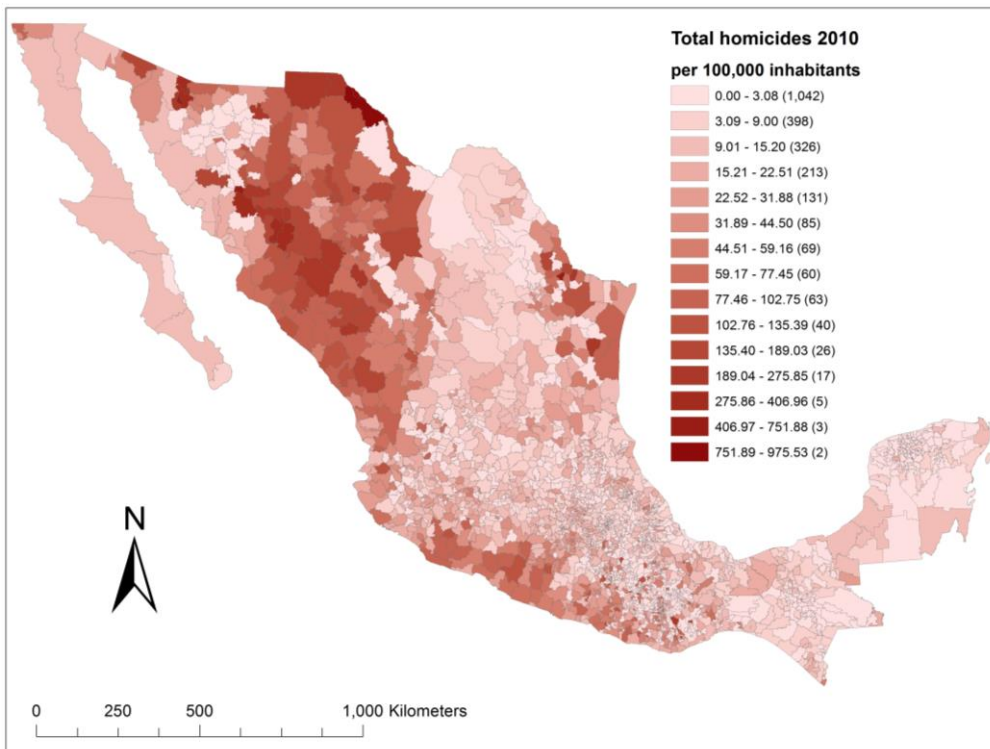 Total homicides 2010
per 100,000 inhabitants
0.00 - 3.08 (1,042)
3.09 - 9.00 (398)
9.01 - 15.20 (326)
15.21 - 22.51 (213)
22.52 - 31.88 (131)
31.89 - 44.50 (85)
44.51 - 59.16 (69)
59.17 - 77.45 (60)
77.46 - 102.75 (63)
102.76 - 135.39 (40)
135.40 - 189.03 (26)
189.04 - 275.85 (17)
275.86 - 406.96 (5)
406.97 - 751.88 (3)
751.89 - 975.53 (2)
N
0 250 500 1,000 Kilometers